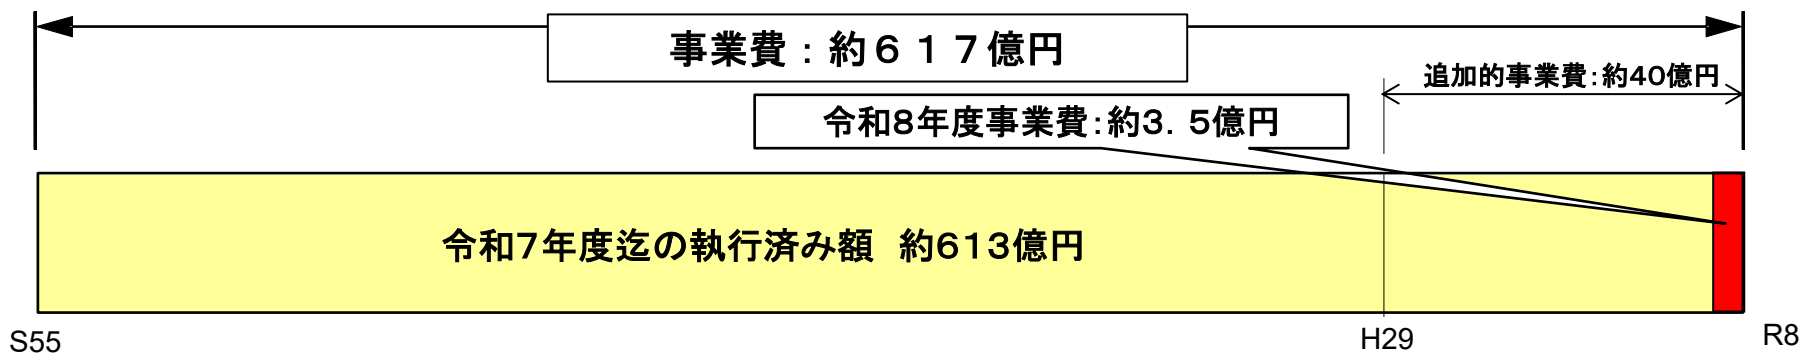 事業費：約６１７億円
追加的事業費：約40億円
令和8年度事業費：約3．5億円
令和7年度迄の執行済み額　約613億円
S55
H29
R8